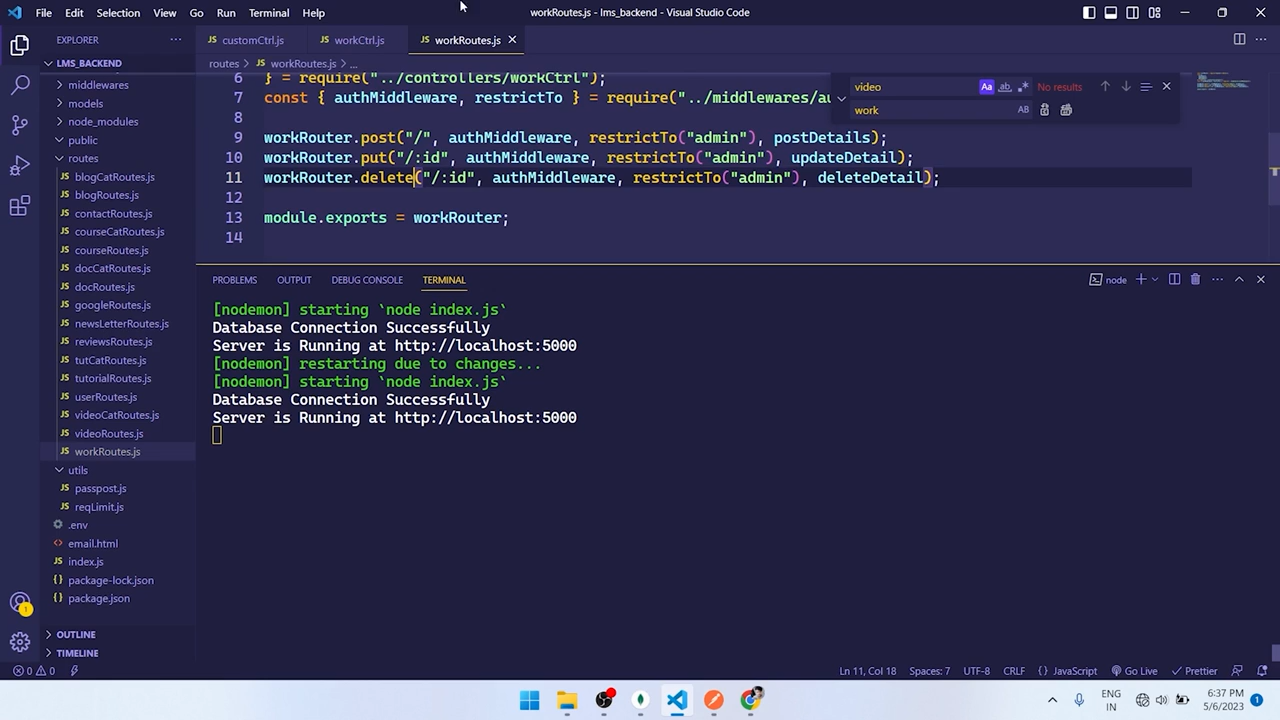 File Edit Selection View Go Run Terminal Help
workRoutes.js - lms_backend - Visual Studio Code
EXPLORER
LMS_BACKEND
middlewares
models
node_modules
public
routes
blogCatRoutes.js
blogRoutes.js
contactRoutes.js
courseCatRoutes.js
courseRoutes.js
docCatRoutes.js
docRoutes.js
googleRoutes.js
newsLetterRoutes.js
reviewsRoutes.js
tutCatRoutes.js
tutorialRoutes.js
userRoutes.js
videoCatRoutes.js
videoRoutes.js
workRoutes.js
utils
passpost.js
reqLimit.js
.env
email.html
index.js
package-lock.json
package.json
OUTLINE
TIMELINE
customCtrl.js workCtrl.js workRoutes.js
routes > workRoutes.js > ...
6 } = require("../controllers/workCtrl");
7 const { authMiddleware, restrictTo } = require("../middlewares/au
8
9 workRouter.post("/", authMiddleware, restrictTo("admin"), postDetails);
10 workRouter.put("/:id", authMiddleware, restrictTo("admin"), updateDetail);
11 workRouter.delete("/:id", authMiddleware, restrictTo("admin"), deleteDetail);
12
13 module.exports = workRouter;
14
video Aa ab .* No results
work AB
PROBLEMS OUTPUT DEBUG CONSOLE TERMINAL
node
[nodemon] starting `node index.js`
Database Connection Successfully
Server is Running at http://localhost:5000
[nodemon] restarting due to changes...
[nodemon] starting `node index.js`
Database Connection Successfully
Server is Running at http://localhost:5000
0 0 Ln 11, Col 18 Spaces: 7 UTF-8 CRLF { } JavaScript Go Live Prettier
ENG
IN
6:37 PM
5/6/2023
1